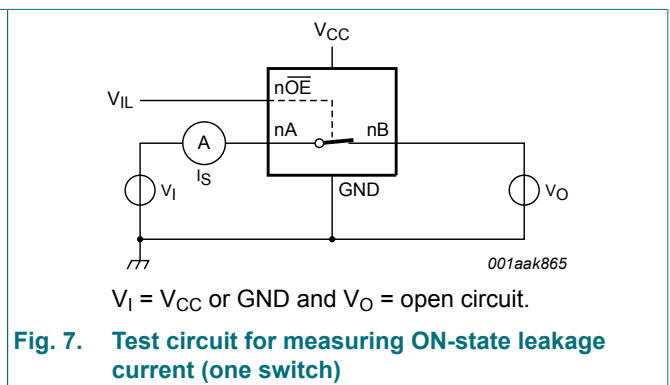 VCC
nOE
VIL
nA nB
A
IS
VI
GND
VO
001aak865
VI = VCC or GND and VO = open circuit.
Fig. 7. Test circuit for measuring ON-state leakage
current (one switch)